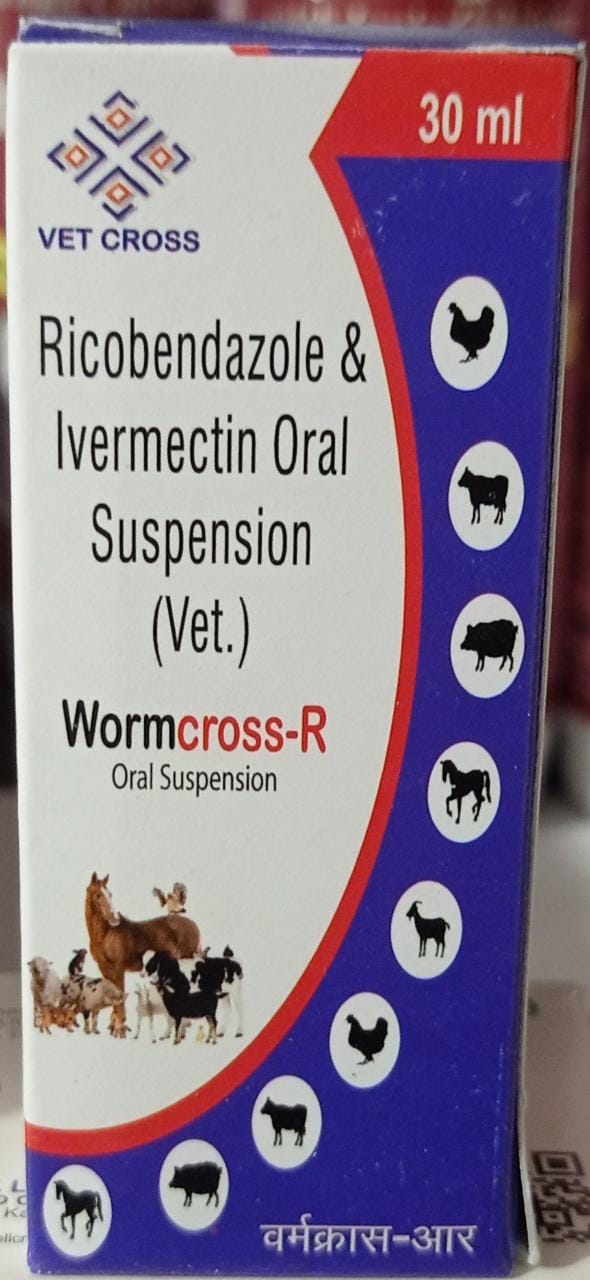 30 ml
VET CROSS
Ricobendazole &
Ivermectin Oral
Suspension
(Vet.)
Wormcross-R
Oral Suspension
वर्मक्रास-आर